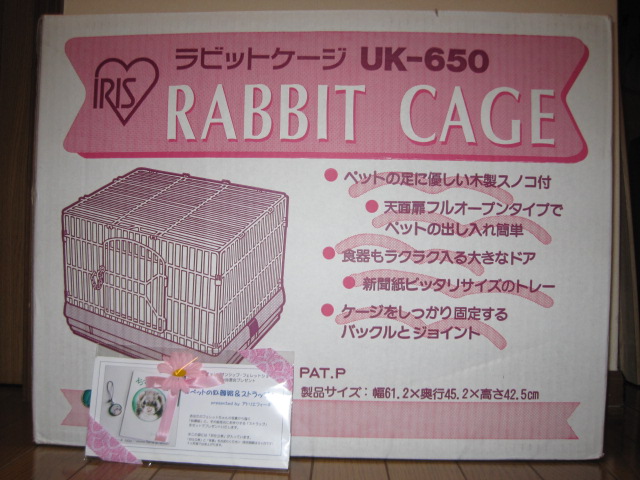 IRIS
ラビットケージ UK-650
RABBIT CAGE
ペットの足に優しい木製スノコ付
天面扉フルオープンタイプで
ペットの出し入れ簡単
食器もラクラク入る大きなドア
新聞紙ピッタリサイズのトレー
ケージをしっかり固定する
バックルとジョイント
PAT.P
製品サイズ：幅61.2×奥行45.2×高さ42.5cm